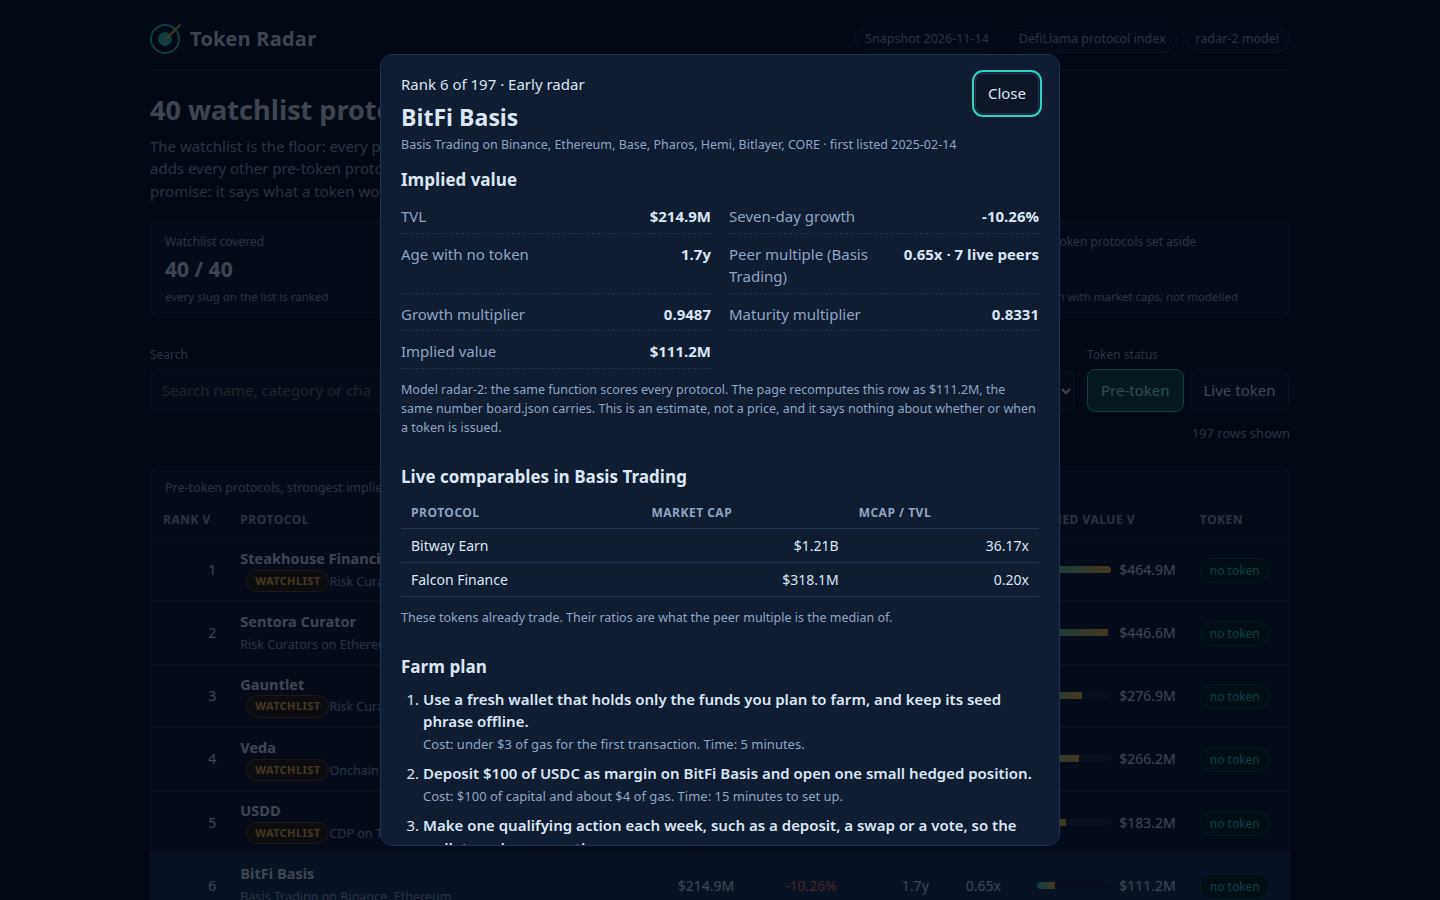 Token Radar
Snapshot 2026-11-14
DefiLlama protocol index
radar-2 model
40 watchlist
The watchlist is the floor: every
adds every other pre-token
promise: it says what a token
Watchlist covered
40 / 40
every slug on the list is ranked
token protocols set aside
with market caps, not modelled
Search
Search name, category or cha
Token status
Pre-token
Live token
197 rows shown
Pre-token protocols, strongest
RANK V
PROTOCOL
VALUE V
TOKEN
1
Steakhouse
WATCHLIST
Risk
$464.9M
no token
2
Sentora Curator
Risk Curators on
$446.6M
no token
3
Gauntlet
WATCHLIST
Risk
$276.9M
no token
4
Veda
WATCHLIST
Onchain
$266.2M
no token
5
USDD
WATCHLIST
CDP on
$183.2M
no token
6
BitFi Basis
Basis Trading on Binance, Ethereum
$214.9M
-10.26%
1.7y
0.65x
$111.2M
no token
Rank 6 of 197 · Early radar
Close
BitFi Basis
Basis Trading on Binance, Ethereum, Base, Pharos, Hemi, Bitlayer, CORE · first listed 2025-02-14
Implied value
TVL
$214.9M
Seven-day growth
-10.26%
Age with no token
1.7y
Peer multiple (Basis
Trading)
0.65x · 7 live peers
Growth multiplier
0.9487
Maturity multiplier
0.8331
Implied value
$111.2M
Model radar-2: the same function scores every protocol. The page recomputes this row as $111.2M, the
same number board.json carries. This is an estimate, not a price, and it says nothing about whether or when
a token is issued.
Live comparables in Basis Trading
PROTOCOL
MARKET CAP
MCAP / TVL
Bitway Earn
$1.21B
36.17x
Falcon Finance
$318.1M
0.20x
These tokens already trade. Their ratios are what the peer multiple is the median of.
Farm plan
1. Use a fresh wallet that holds only the funds you plan to farm, and keep its seed
phrase offline.
Cost: under $3 of gas for the first transaction. Time: 5 minutes.
2. Deposit $100 of USDC as margin on BitFi Basis and open one small hedged position.
Cost: $100 of capital and about $4 of gas. Time: 15 minutes to set up.
3. Make one qualifying action each week, such as a deposit, a swap or a vote, so the